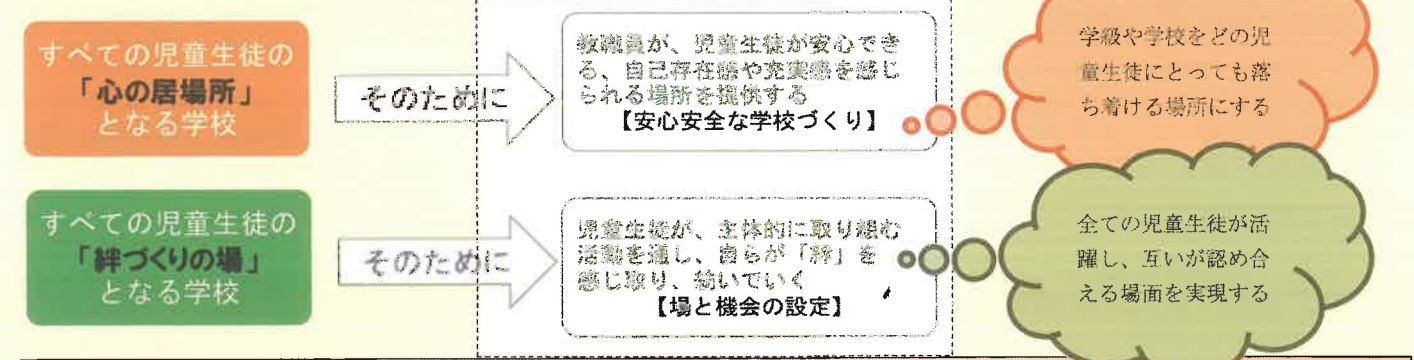 すべての児童生徒の
「心の居場所」
となる学校
そのために
教職員が、児童生徒が安心でき
る、自己存在感や充実感を感じ
られる場所を提供する
【安心安全な学校づくり】
学級や学校をどの児
童生徒にとっても落
ち着ける場所にする
すべての児童生徒の
「絆づくりの場」
となる学校
そのために
児童生徒が、主体的に取り組む
活動を通し、自らが「絆」を
感じ取り、紡いでいく
【場と機会の設定】
全ての児童生徒が活
躍し、互いが認め合
える場面を実現する